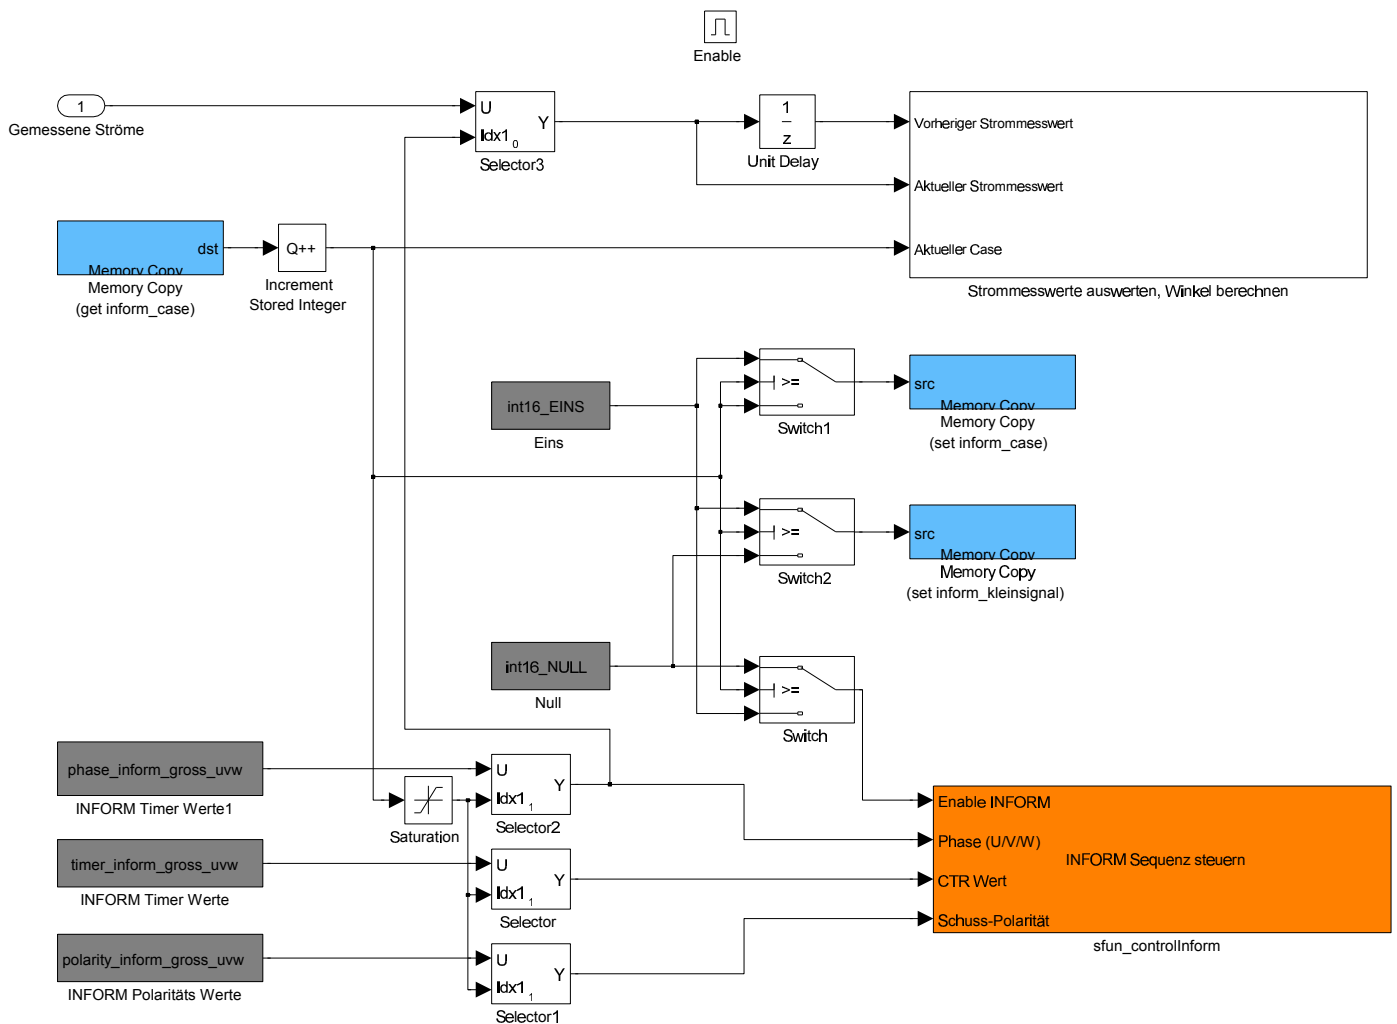 Enable
1
Gemessene Ströme
U
Idx1 0
Y
Selector3
1
z
Unit Delay
Vorheriger Strommesswert
Aktueller Strommesswert
Aktueller Case
Strommesswerte auswerten, Winkel berechnen
dst
Memory Copy
Memory Copy
(get inform_case)
Q++
Increment
Stored Integer
int16_EINS
Eins
>=
Switch1
src
Memory Copy
Memory Copy
(set inform_case)
>=
Switch2
src
Memory Copy
Memory Copy
(set inform_kleinsignal)
int16_NULL
Null
>=
Switch
phase_inform_gross_uvw
INFORM Timer Werte1
Saturation
U
Idx1 1
Y
Selector2
timer_inform_gross_uvw
INFORM Timer Werte
U
Idx1 1
Y
Selector
polarity_inform_gross_uvw
INFORM Polaritäts Werte
U
Idx1 1
Y
Selector1
Enable INFORM
Phase (U/V/W)
INFORM Sequenz steuern
CTR Wert
Schuss-Polarität
sfun_controlInform